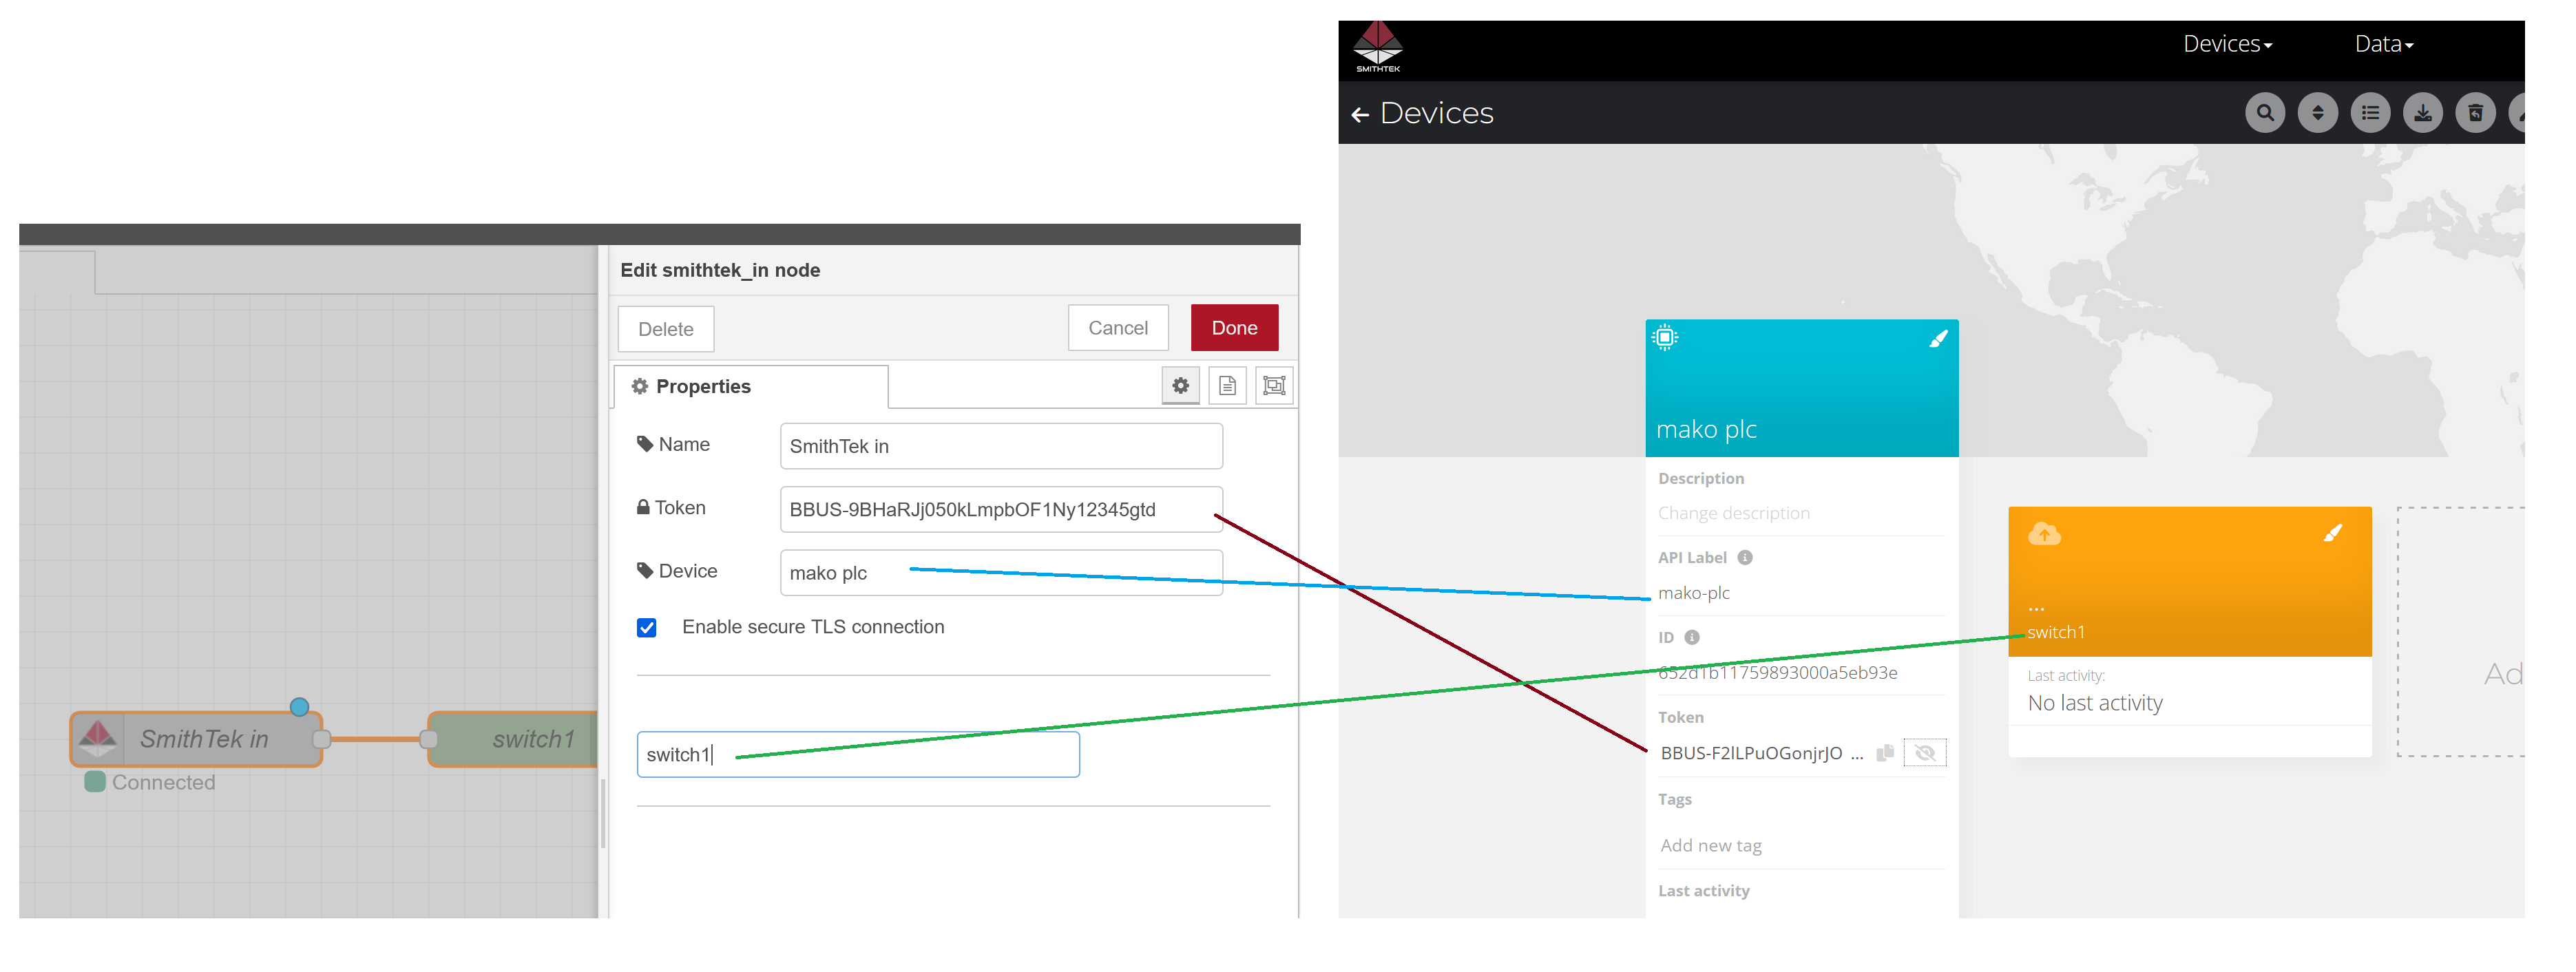 Edit smithtek_in node
Delete
Cancel
Done
Properties
Name
SmithTek in
Token
BBUS-9BHaRJj050kLmpbOF1Ny12345gtd
Device
mako plc
Enable secure TLS connection
switch1
SmithTek in
switch1
Connected
SMITHTEK
Devices
Data
Devices
mako plc
Description
Change description
API Label
mako-plc
ID
652d1b11759893000a5eb93e
Token
BBUS-F2lLPuOGonjrJO ...
Tags
Add new tag
Last activity
...
switch1
Last activity:
No last activity
Ad